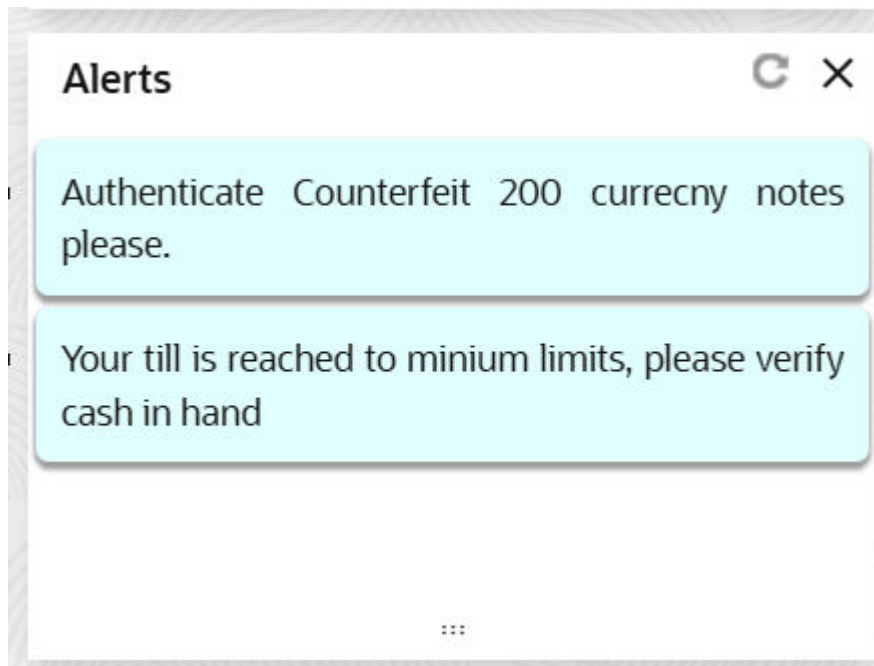 Alerts
Authenticate Counterfeit 200 currecny notes
please.
Your till is reached to minium limits, please verify
cash in hand